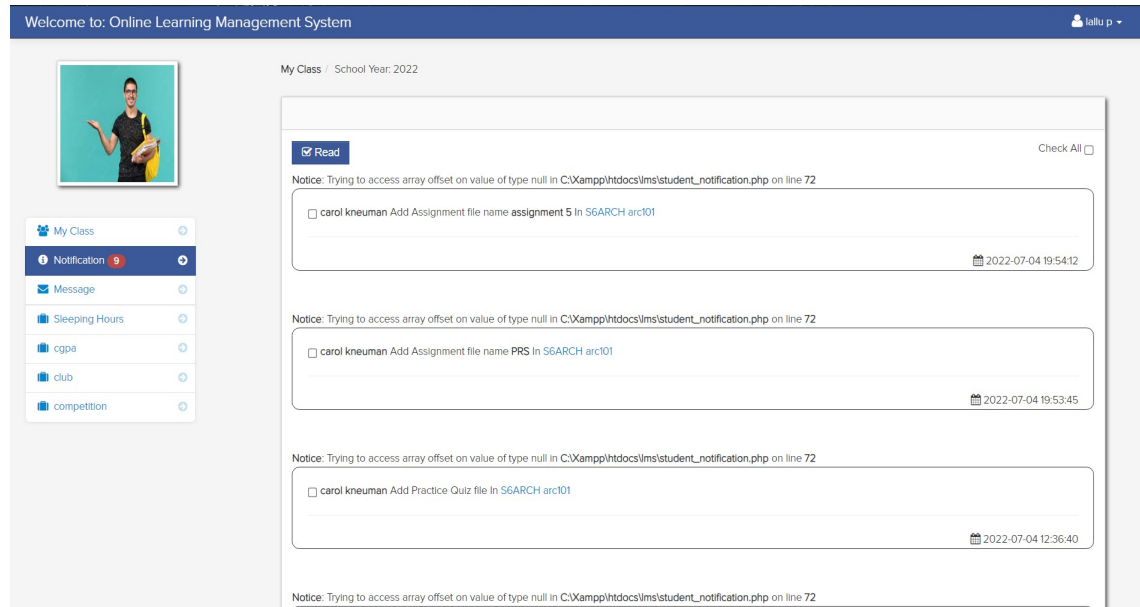 Welcome to: Online Learning Management System
lallu p
My Class / School Year: 2022
Read
Check All
Notice: Trying to access array offset on value of type null in C:\Xampp\htdocs\lms\student_notification.php on line 72
carol kneuman Add Assignment file name assignment 5 In S6ARCH arc101
2022-07-04 19:54:12
My Class
Notification 9
Message
Sleeping Hours
cgpa
club
competition
Notice: Trying to access array offset on value of type null in C:\Xampp\htdocs\lms\student_notification.php on line 72
carol kneuman Add Assignment file name PRS In S6ARCH arc101
2022-07-04 19:53:45
Notice: Trying to access array offset on value of type null in C:\Xampp\htdocs\lms\student_notification.php on line 72
carol kneuman Add Practice Quiz file In S6ARCH arc101
2022-07-04 12:36:40
Notice: Trying to access array offset on value of type null in C:\Xampp\htdocs\lms\student_notification.php on line 72